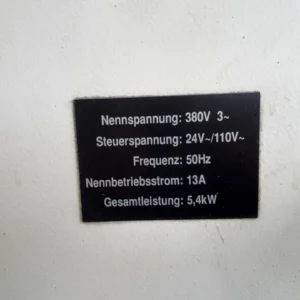 Nennspannung: 380V 3~
Steuerspannung: 24V~/110V~
Frequenz: 50Hz
Nennbetriebsstrom: 13A
Gesamtleistung: 5,4kW